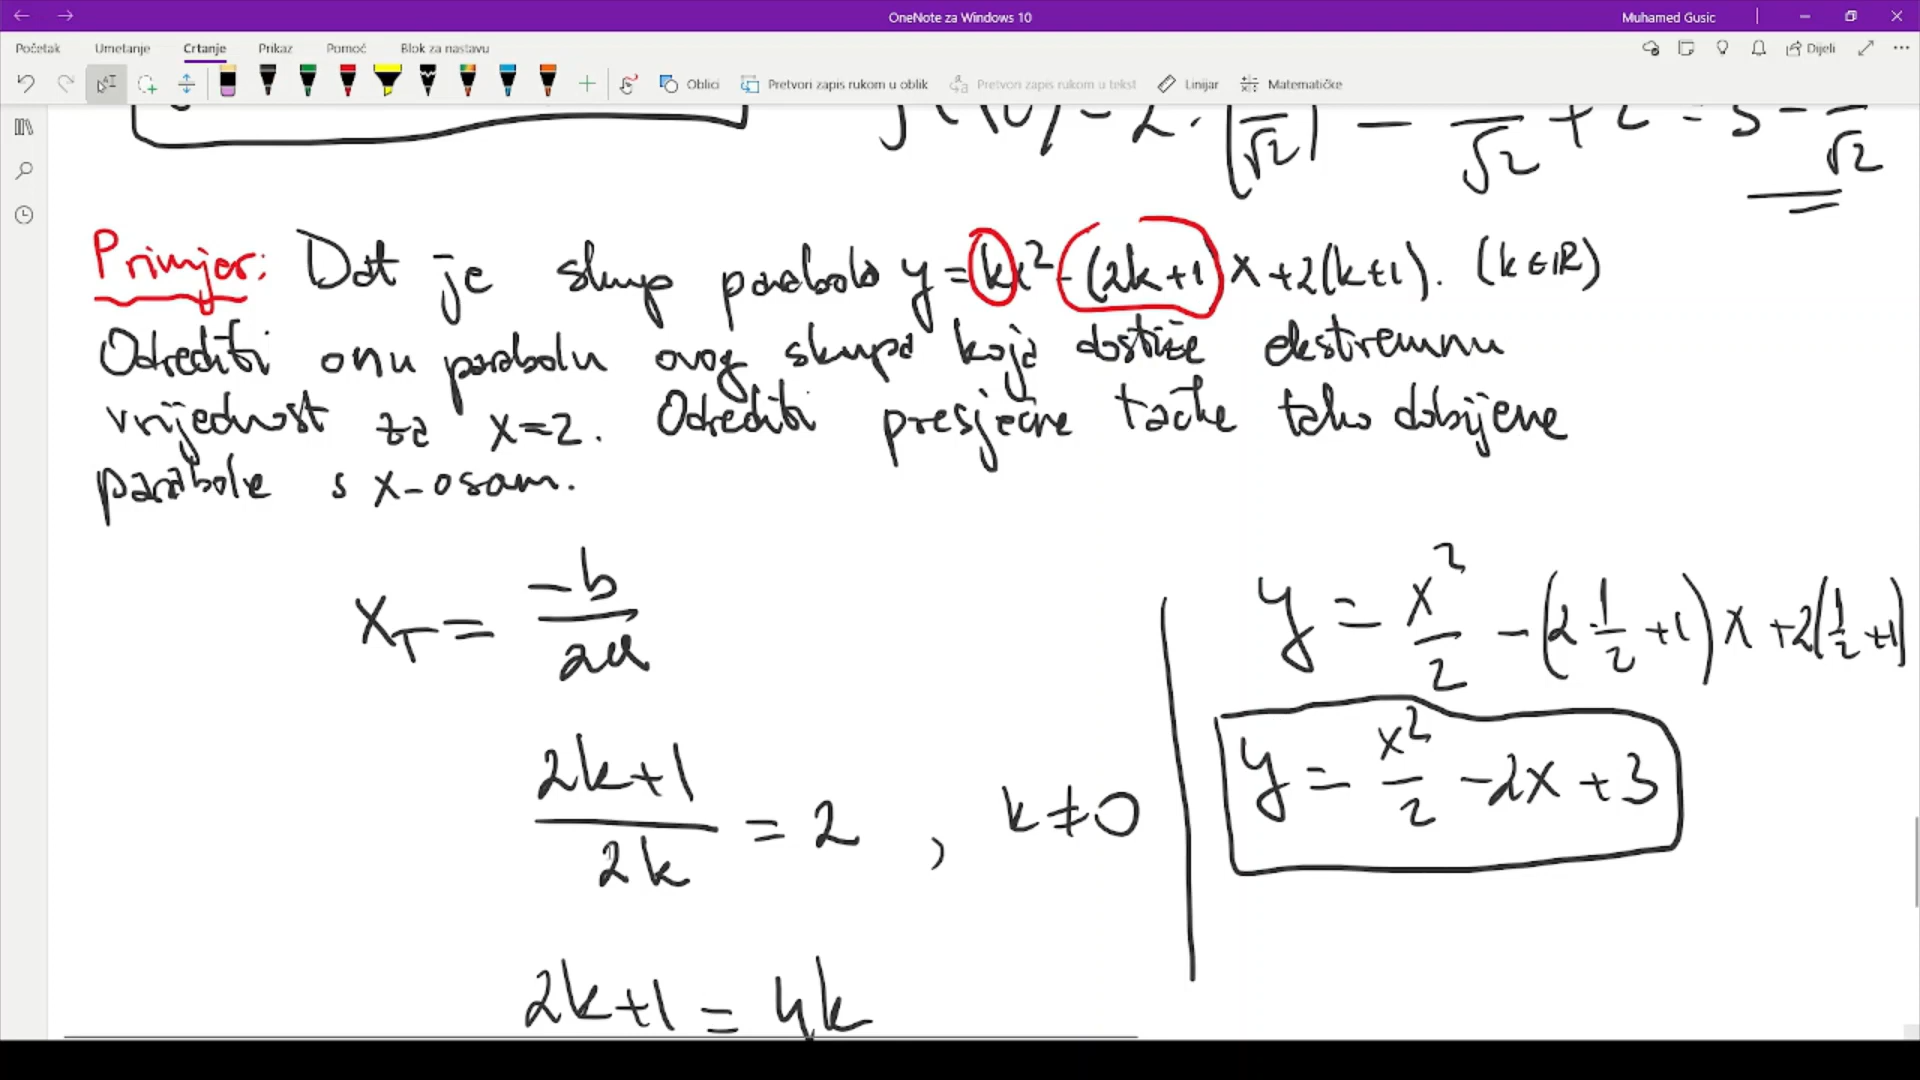 OneNote za Windows 10
Muhamed Gusic
Početak Umetanje Crtanje Prikaz Pomoć Blok za nastavu
Dijeli
Oblici Pretvori zapis rukom u oblik Pretvori zapis rukom u tekst Linijar Matematičke
Primjer: Dat je skup parabola y = kx² - (2k+1)x + 2(k+1). (k∈ℝ)
Odrediti onu parabolu ovog skupa koja dostiže ekstremnu
vrijednost za x=2. Odrediti presječne tačke tako dobijene
parabole s x-osom.
x_T = -b/2a
2k+1/2k = 2 , k≠0
2k+1 = 4k
y = x²/2 - (2·1/2+1)x + 2(1/2+1)
y = x²/2 - 2x + 3